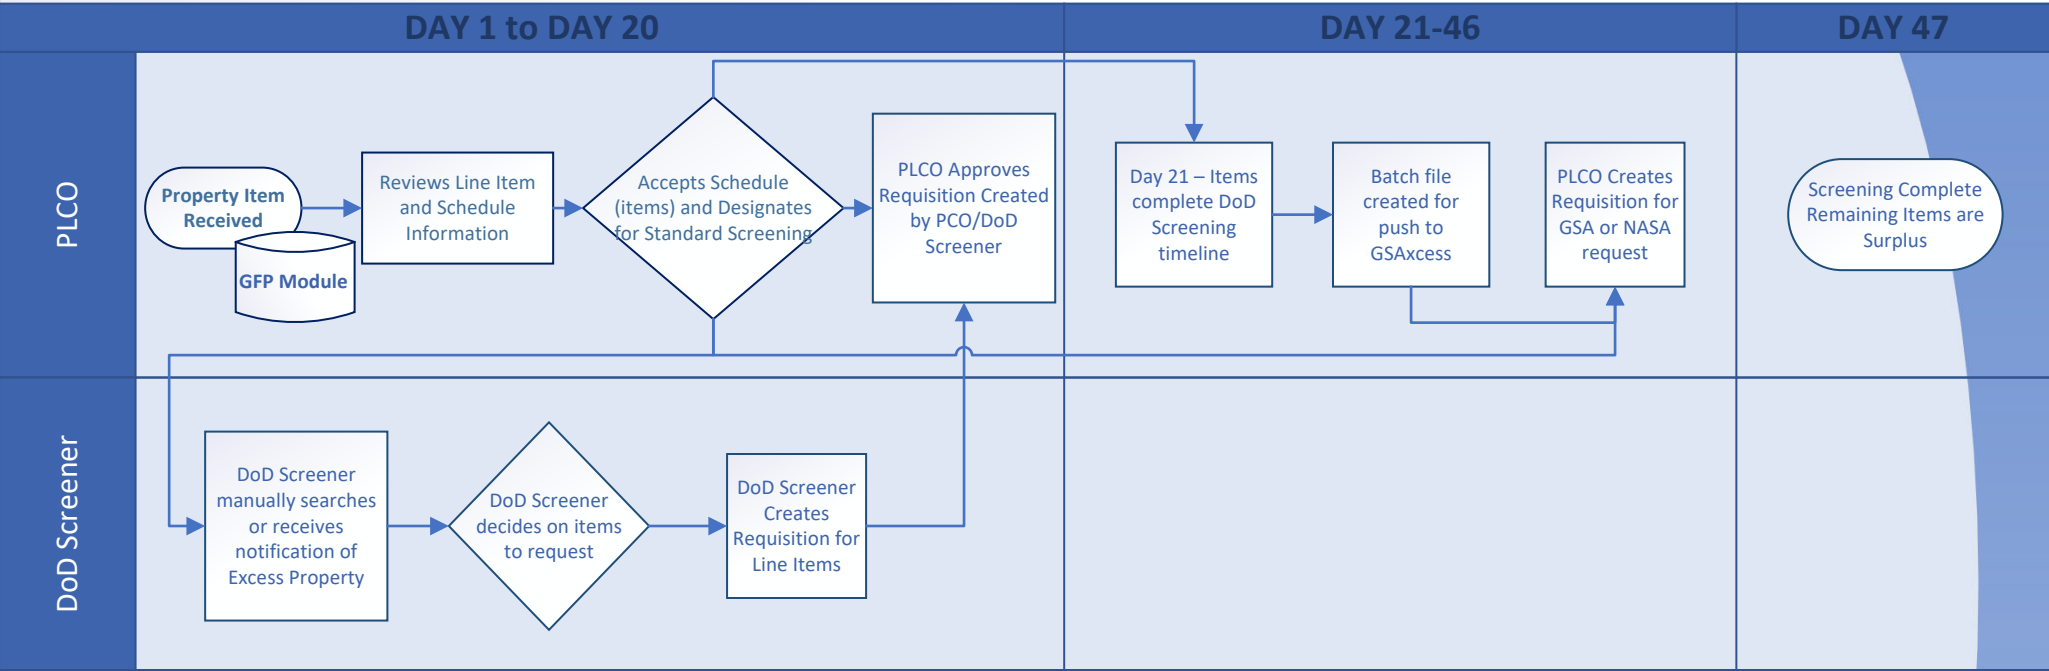 DAY 1 to DAY 20
DAY 21-46
DAY 47
PLCO
Property Item
Received
GFP Module
Reviews Line Item
and Schedule
Information
Accepts Schedule
(items) and Designates
for Standard Screening
PLCO Approves
Requisition Created
by PCO/DoD
Screener
Day 21 – Items
complete DoD
Screening
timeline
Batch file
created for
push to
GSAxcess
PLCO Creates
Requisition for
GSA or NASA
request
Screening Complete
Remaining Items are
Surplus
DoD Screener
DoD Screener
manually searches
or receives
notification of
Excess Property
DoD Screener
decides on items
to request
DoD Screener
Creates
Requisition for
Line Items